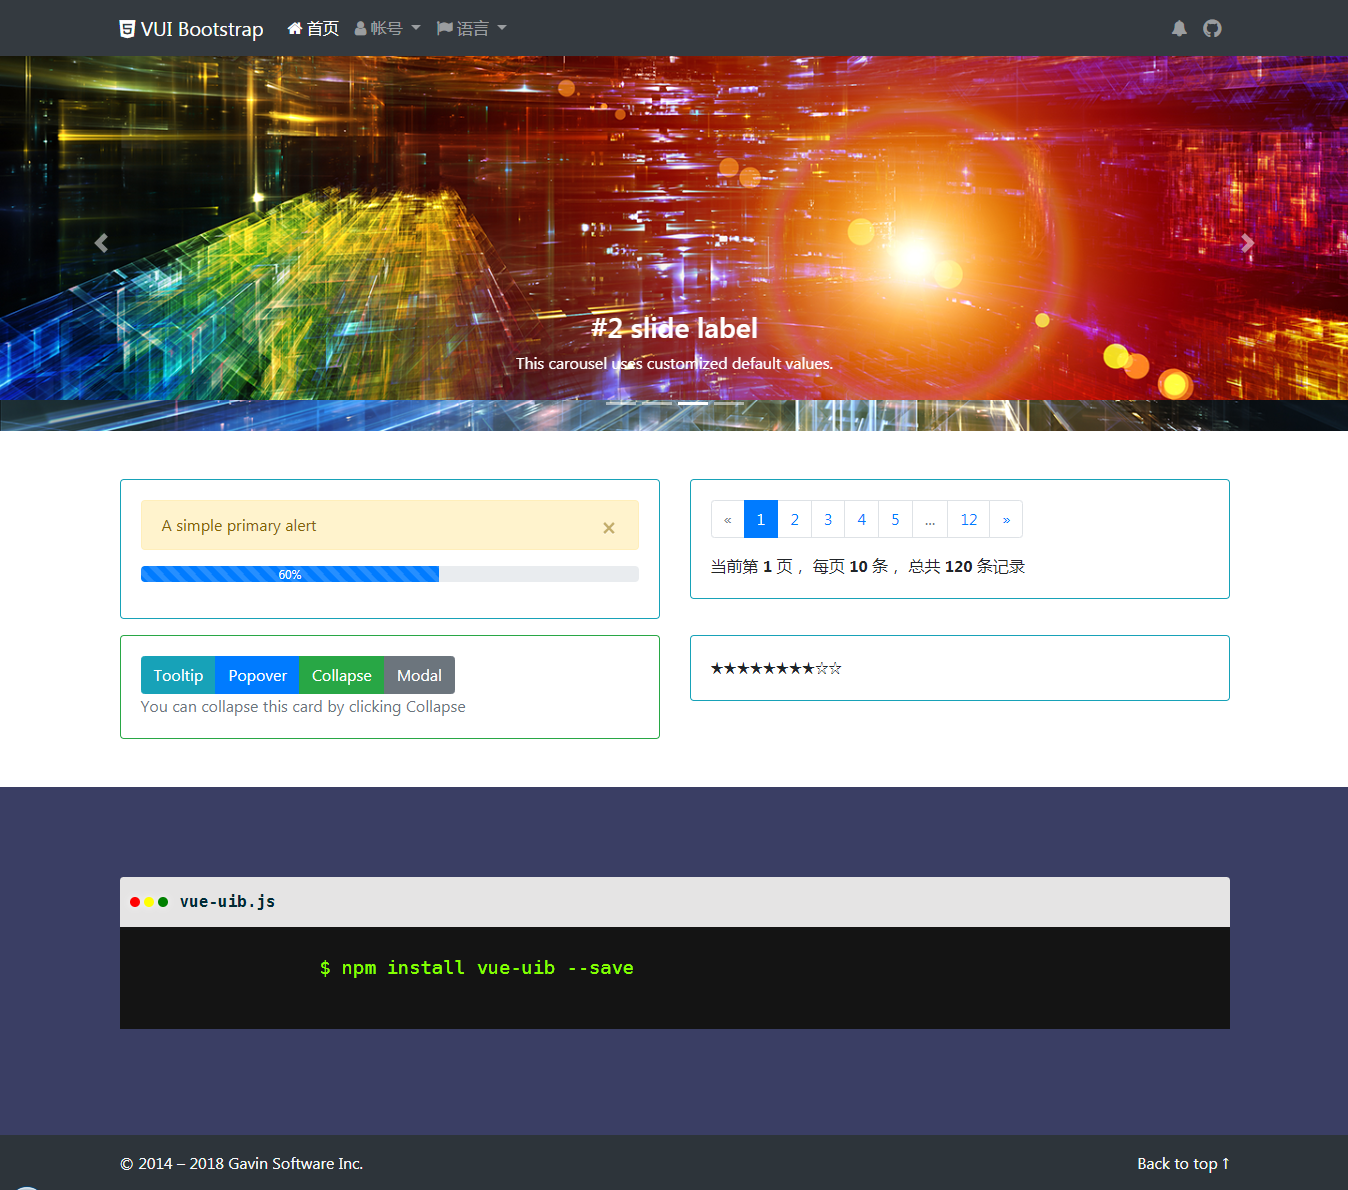 VUI Bootstrap 首页 帐号 语言
#2 slide label
This carousel uses customized default values.
A simple primary alert ×
60%
« 1 2 3 4 5 ... 12 »
当前第 1 页， 每页 10 条， 总共 120 条记录
Tooltip Popover Collapse Modal
You can collapse this card by clicking Collapse
★★★★★★★★☆☆
vue-uib.js
$ npm install vue-uib --save
© 2014 – 2018 Gavin Software Inc. Back to top ↑